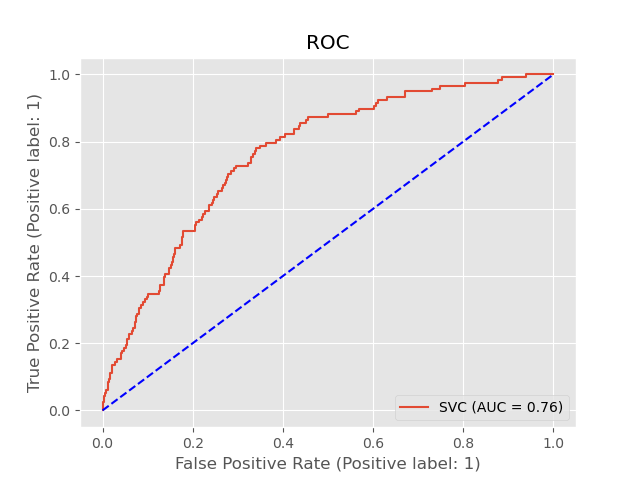 ROC
True Positive Rate (Positive label: 1)
1.0
0.8
0.6
0.4
0.2
0.0
SVC (AUC = 0.76)
0.0 0.2 0.4 0.6 0.8 1.0
False Positive Rate (Positive label: 1)